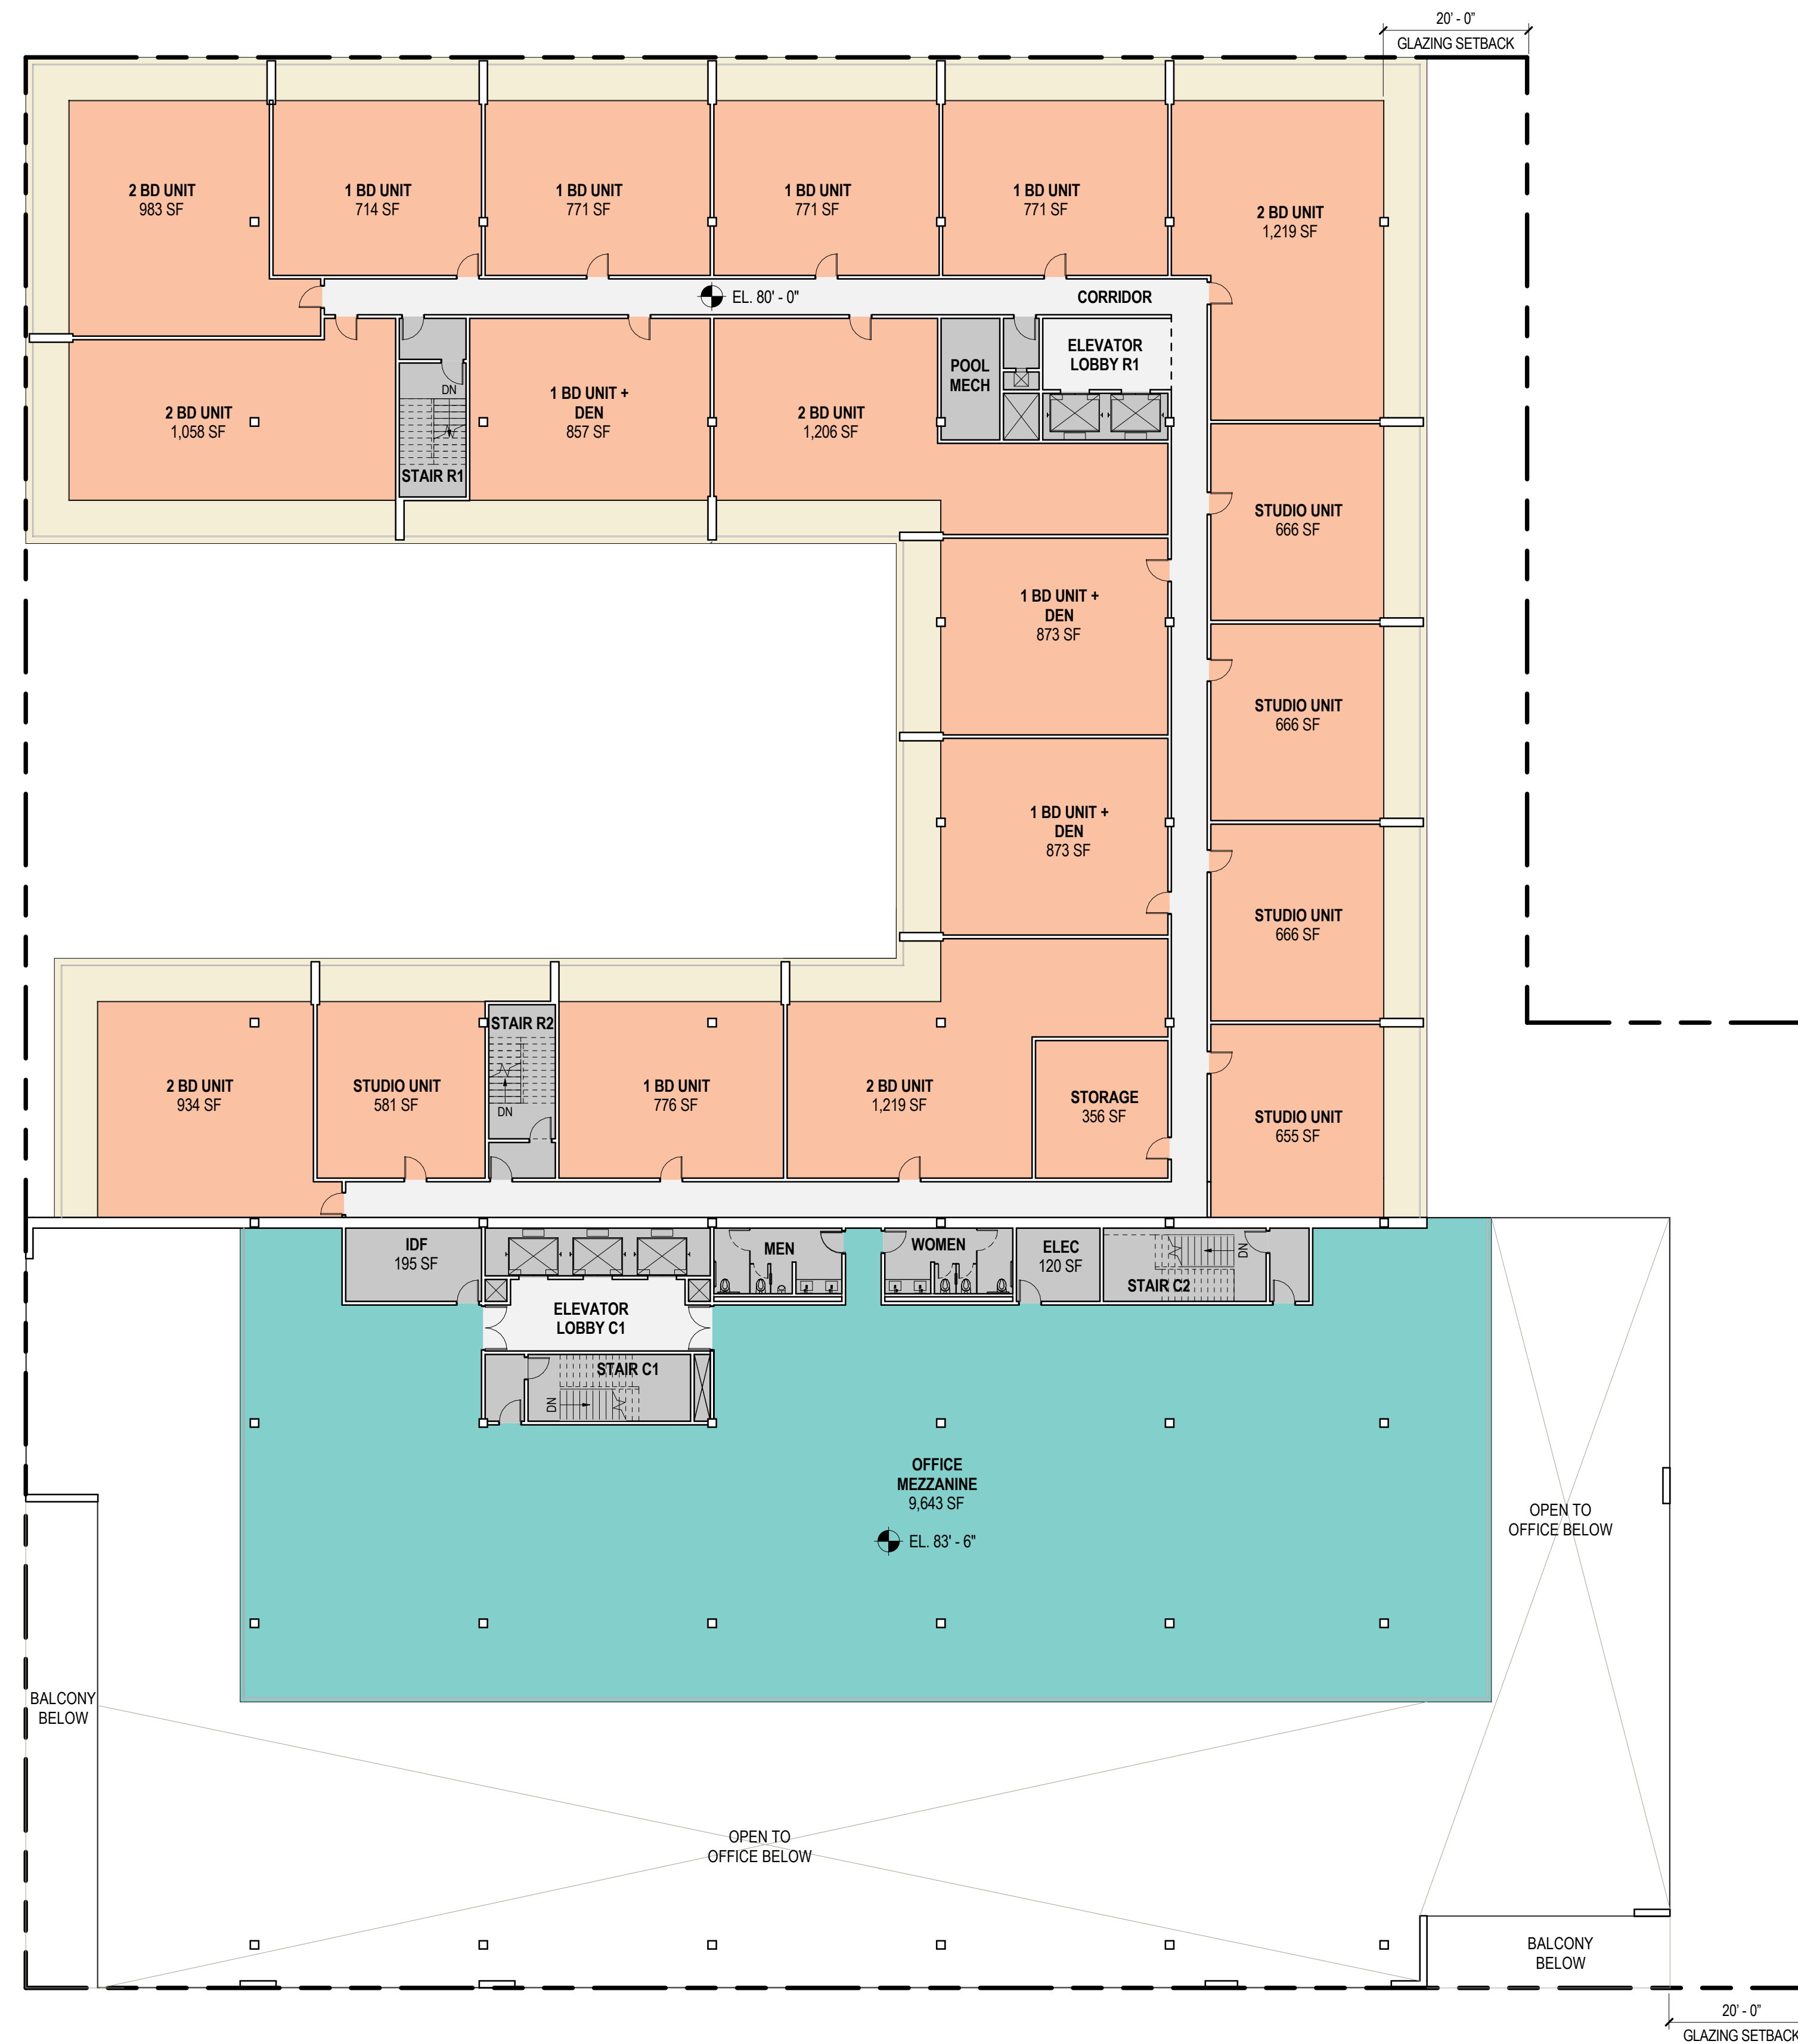 20' - 0"
GLAZING SETBACK
2 BD UNIT
983 SF
1 BD UNIT
714 SF
1 BD UNIT
771 SF
1 BD UNIT
771 SF
1 BD UNIT
771 SF
2 BD UNIT
1,219 SF
EL. 80' - 0"
CORRIDOR
2 BD UNIT
1,058 SF
DN
STAIR R1
1 BD UNIT +
DEN
857 SF
2 BD UNIT
1,206 SF
POOL
MECH
ELEVATOR
LOBBY R1
STUDIO UNIT
666 SF
1 BD UNIT +
DEN
873 SF
STUDIO UNIT
666 SF
1 BD UNIT +
DEN
873 SF
STUDIO UNIT
666 SF
2 BD UNIT
934 SF
STUDIO UNIT
581 SF
STAIR R2
DN
1 BD UNIT
776 SF
2 BD UNIT
1,219 SF
STORAGE
356 SF
STUDIO UNIT
655 SF
IDF
195 SF
MEN
WOMEN
ELEC
120 SF
DN
STAIR C2
ELEVATOR
LOBBY C1
STAIR C1
DN
OFFICE
MEZZANINE
9,643 SF
EL. 83' - 6"
OPEN TO
OFFICE BELOW
BALCONY
BELOW
OPEN TO
OFFICE BELOW
BALCONY
BELOW
20' - 0"
GLAZING SETBACK